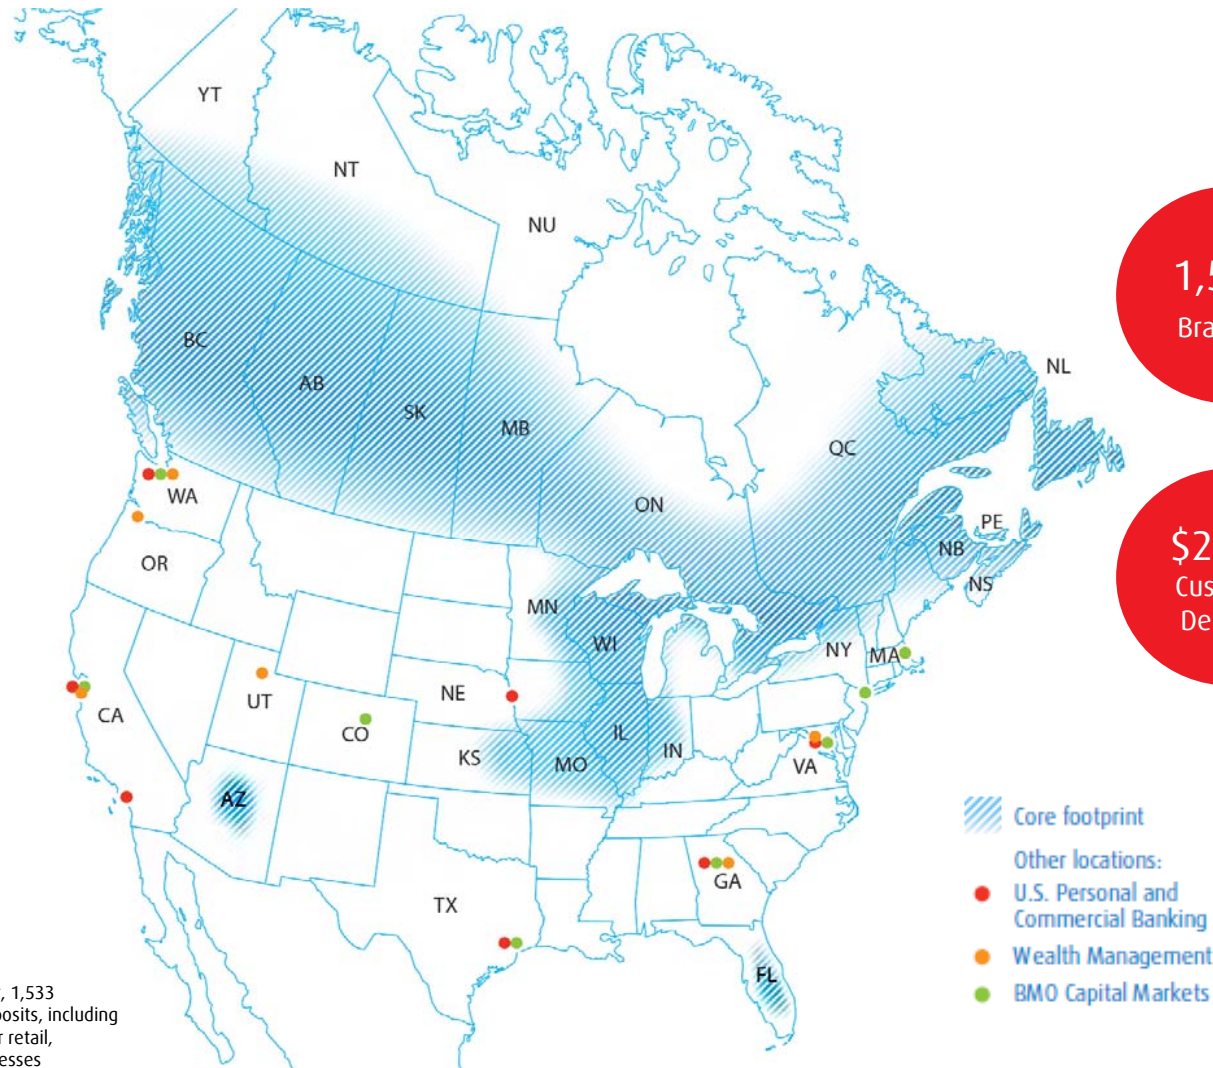 YT
NT
NU
BC
AB
SK
MB
ON
QC
NL
PE
NB
NS
WA
OR
MN
WI
NY
MA
CA
UT
NE
CO
KS
MO
IL
IN
VA
AZ
TX
GA
FL
1,5
Bra
$2
Cus
De
Core footprint
Other locations:
U.S. Personal and
Commercial Banking
Wealth Management
BMO Capital Markets
, 1,533
osits, including
r retail,
esses